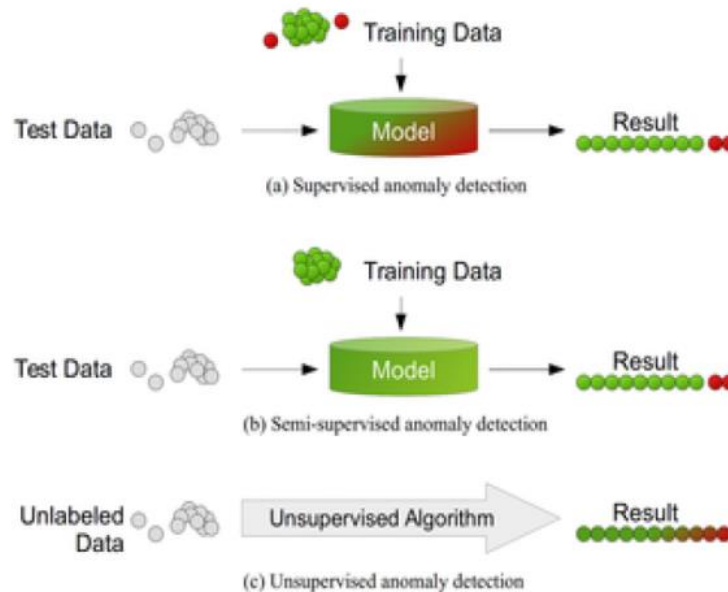 Training Data
Test Data
Model
Result
(a) Supervised anomaly detection
Training Data
Test Data
Model
Result
(b) Semi-supervised anomaly detection
Unlabeled
Data
Unsupervised Algorithm
Result
(c) Unsupervised anomaly detection